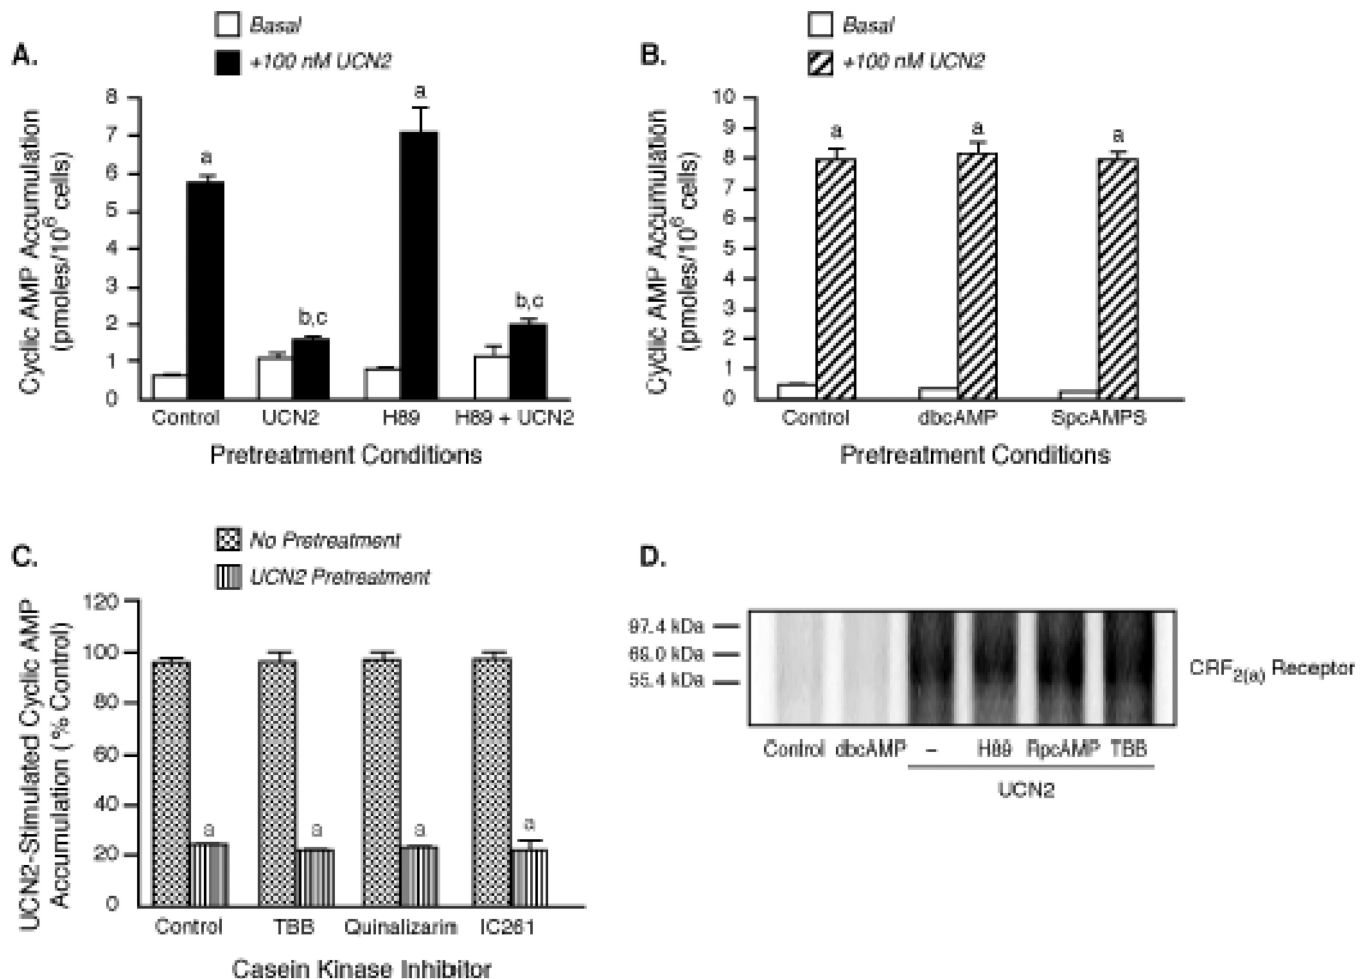 A.
Basal
+100 nM UCN2
Cyclic AMP Accumulation
(pmoles/10⁶ cells)
8
7
6
5
4
3
2
1
0
a
b,c
a
b,c
Control UCN2 H89 H89 + UCN2
Pretreatment Conditions
B.
Basal
+100 nM UCN2
Cyclic AMP Accumulation
(pmoles/10⁶ cells)
10
9
8
7
6
5
4
3
2
1
0
a a a
Control dbcAMP SpcAMPS
Pretreatment Conditions
C.
No Pretreatment
UCN2 Pretreatment
UCN2-Stimulated Cyclic AMP
Accumulation (% Control)
120
100
80
60
40
20
0
a a a a
Control TBB Quinalizarin IC261
Casein Kinase Inhibitor
D.
97.4 kDa
69.0 kDa
55.4 kDa
CRF2(a) Receptor
Control dbcAMP – H89 RpcAMP TBB
UCN2